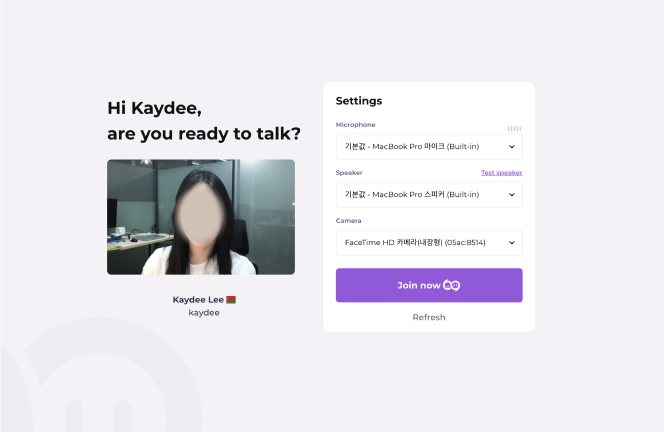 Hi Kaydee,
are you ready to talk?
Kaydee Lee
kaydee
Settings
Microphone
기본값 - MacBook Pro 마이크 (Built-in)
Speaker
Test speaker
기본값 - MacBook Pro 스피커 (Built-in)
Camera
FaceTime HD 카메라(내장형) (05ac:8514)
Join now
Refresh